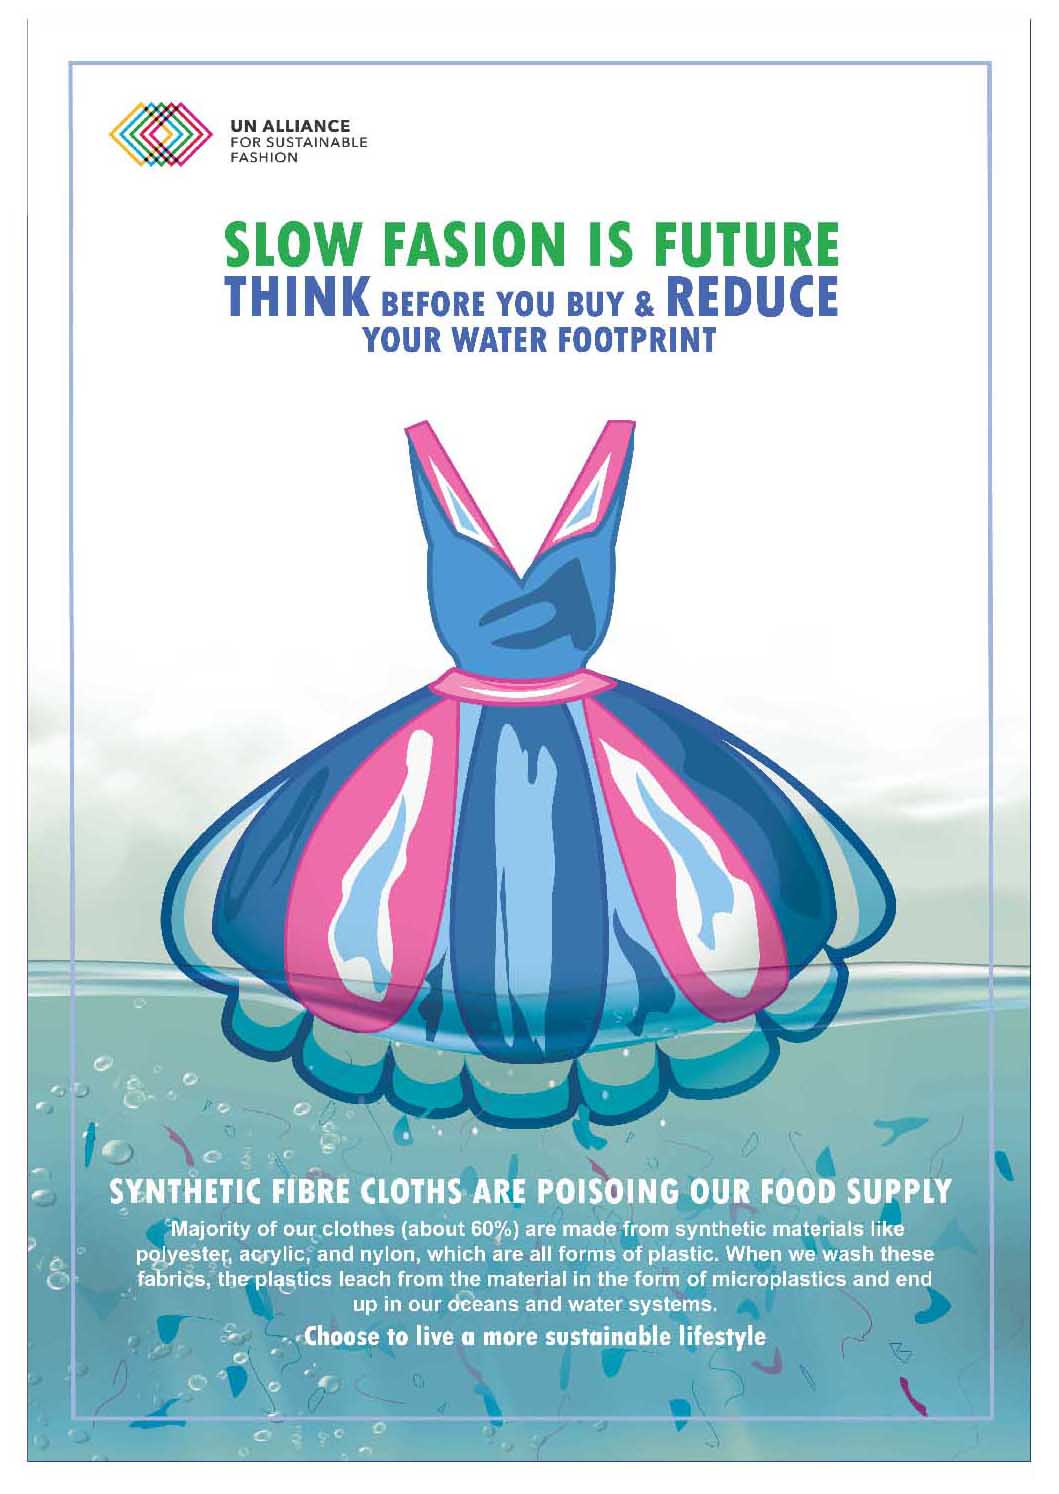 UN ALLIANCE
FOR SUSTAINABLE
FASHION
SLOW FASION IS FUTURE
THINK BEFORE YOU BUY & REDUCE
YOUR WATER FOOTPRINT
SYNTHETIC FIBRE CLOTHS ARE POISOING OUR FOOD SUPPLY
Majority of our clothes (about 60%) are made from synthetic materials like
polyester, acrylic, and nylon, which are all forms of plastic. When we wash these
fabrics, the plastics leach from the material in the form of microplastics and end
up in our oceans and water systems.
Choose to live a more sustainable lifestyle